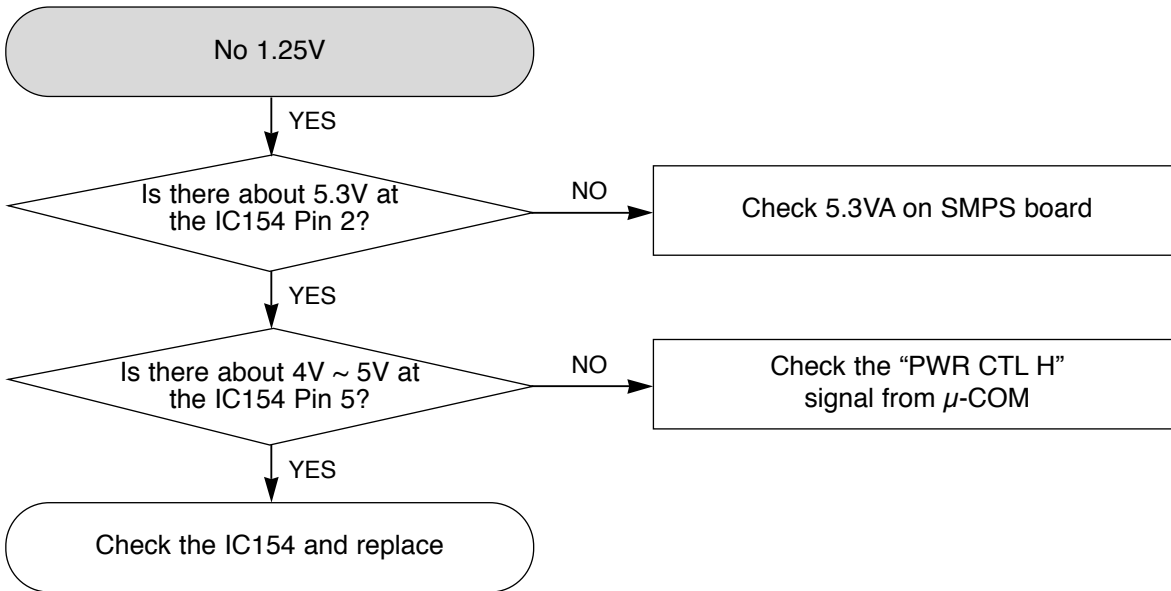 No 1.25V
YES
Is there about 5.3V at
the IC154 Pin 2?
NO
Check 5.3VA on SMPS board
YES
Is there about 4V ~ 5V at
the IC154 Pin 5?
NO
Check the “PWR CTL H”
signal from µ-COM
YES
Check the IC154 and replace